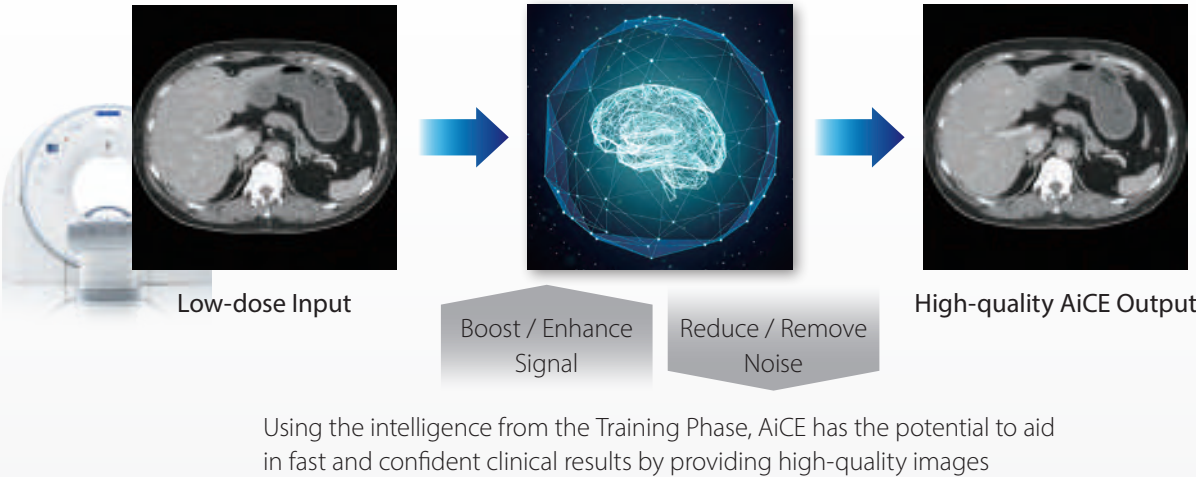 Low-dose Input
High-quality AiCE Output
Boost / Enhance
Signal
Reduce / Remove
Noise
Using the intelligence from the Training Phase, AiCE has the potential to aid
in fast and confident clinical results by providing high-quality images